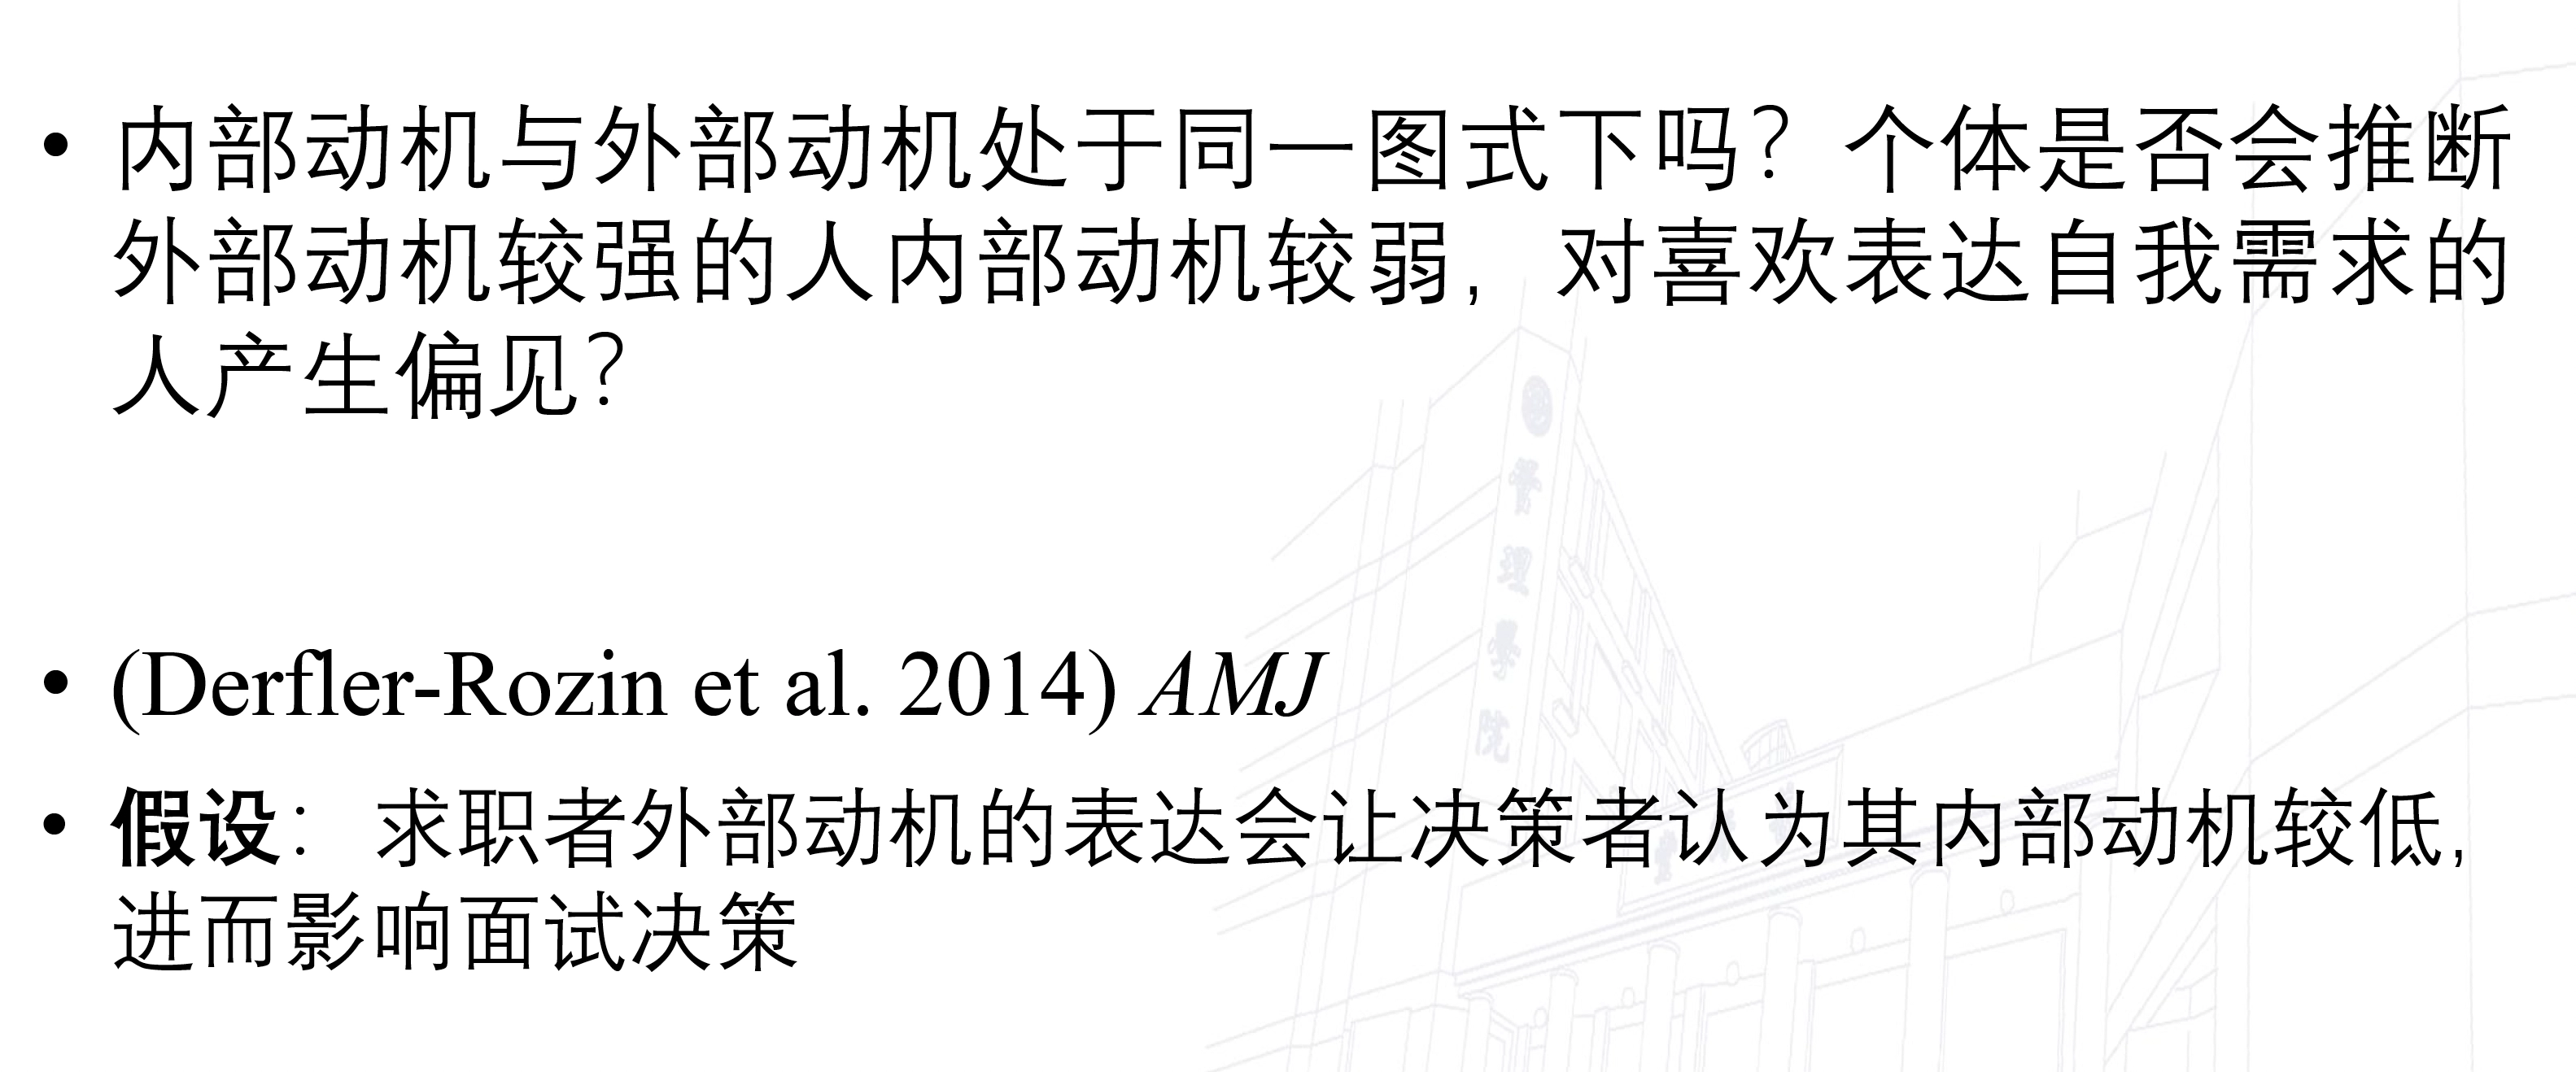 • 内部动机与外部动机处于同一图式下吗？个体是否会推断
外部动机较强的人内部动机较弱，对喜欢表达自我需求的
人产生偏见？
• (Derfler-Rozin et al. 2014) AMJ
• 假设：求职者外部动机的表达会让决策者认为其内部动机较低，
进而影响面试决策
管
理
學
院